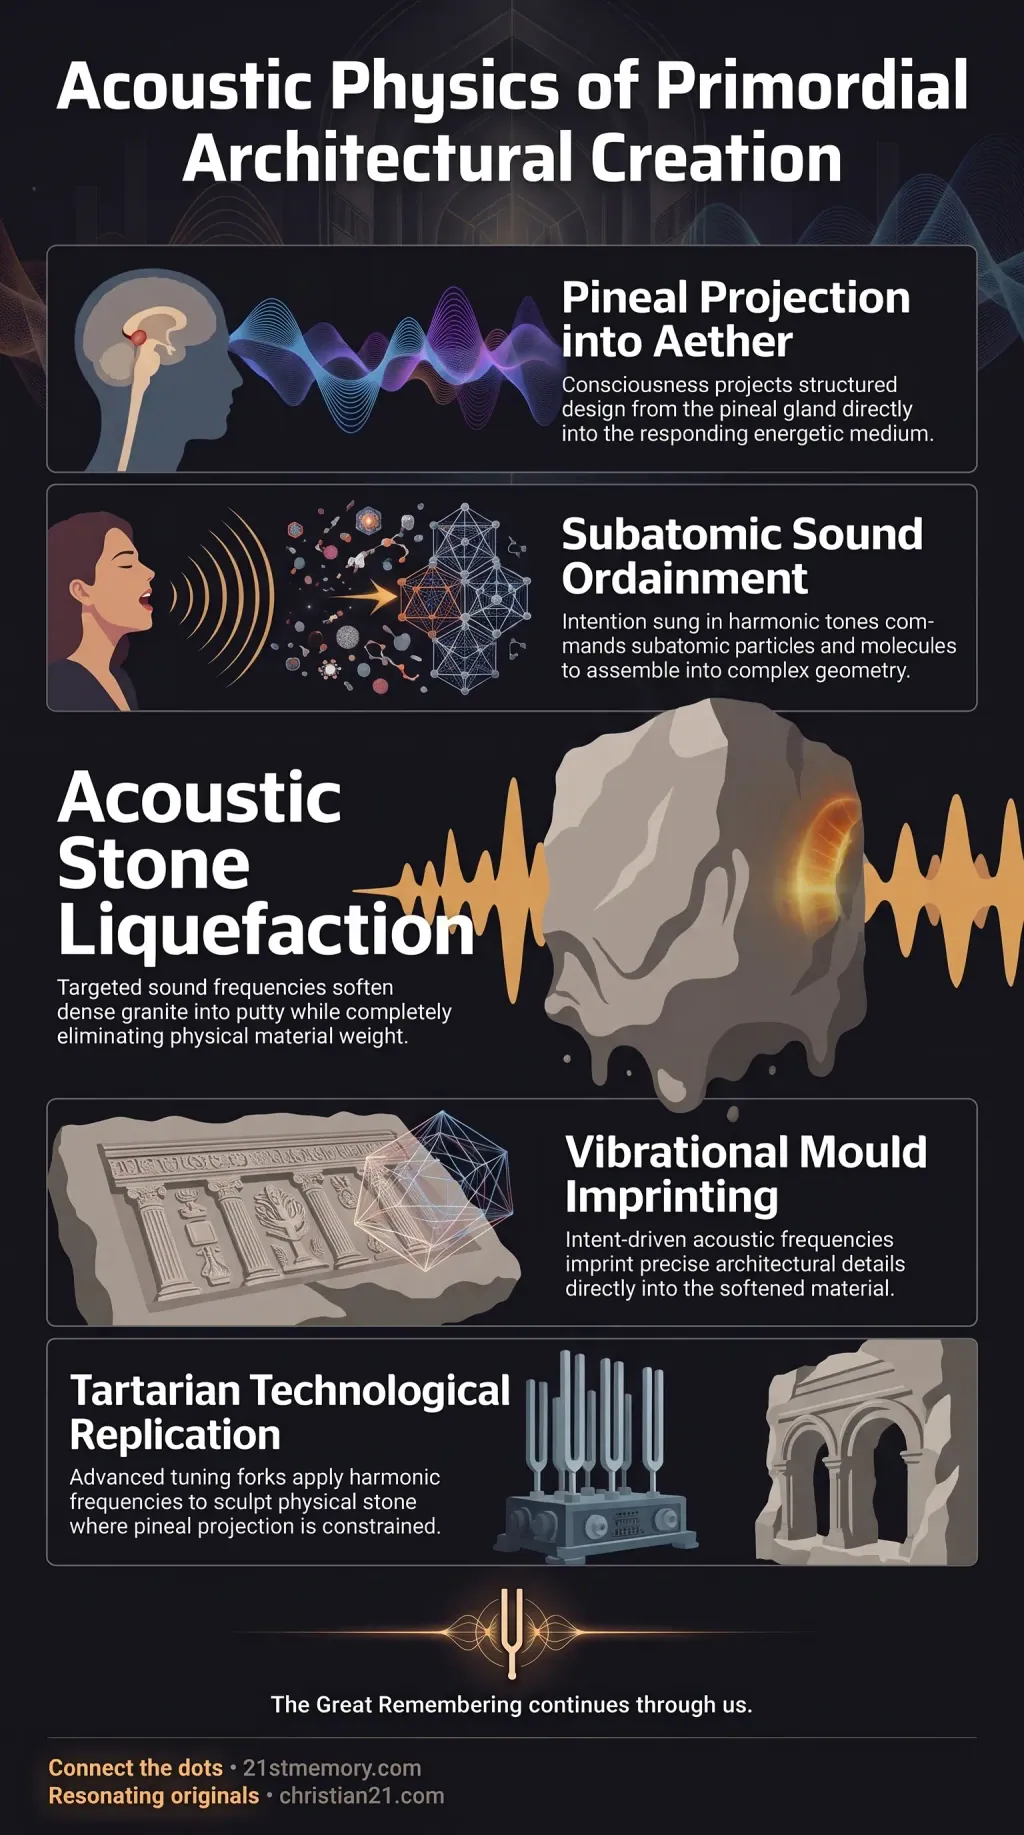 Acoustic Physics of Primordial
Architectural Creation
Pineal Projection
into Aether
Consciousness projects structured
design from the pineal gland directly
into the responding energetic medium.
Subatomic Sound
Ordainment
Intention sung in harmonic tones com-
mands subatomic particles and molecules
to assemble into complex geometry.
Acoustic
Stone
Liquefaction
Targeted sound frequencies soften
dense granite into putty while completely
eliminating physical material weight.
Vibrational Mould
Imprinting
Intent-driven acoustic frequencies
imprint precise architectural details
directly into the softened material.
Tartarian Technological
Replication
Advanced tuning forks apply harmonic
frequencies to sculpt physical stone
where pineal projection is constrained.
The Great Remembering continues through us.
Connect the dots • 21stmemory.com
Resonating originals • christian21.com